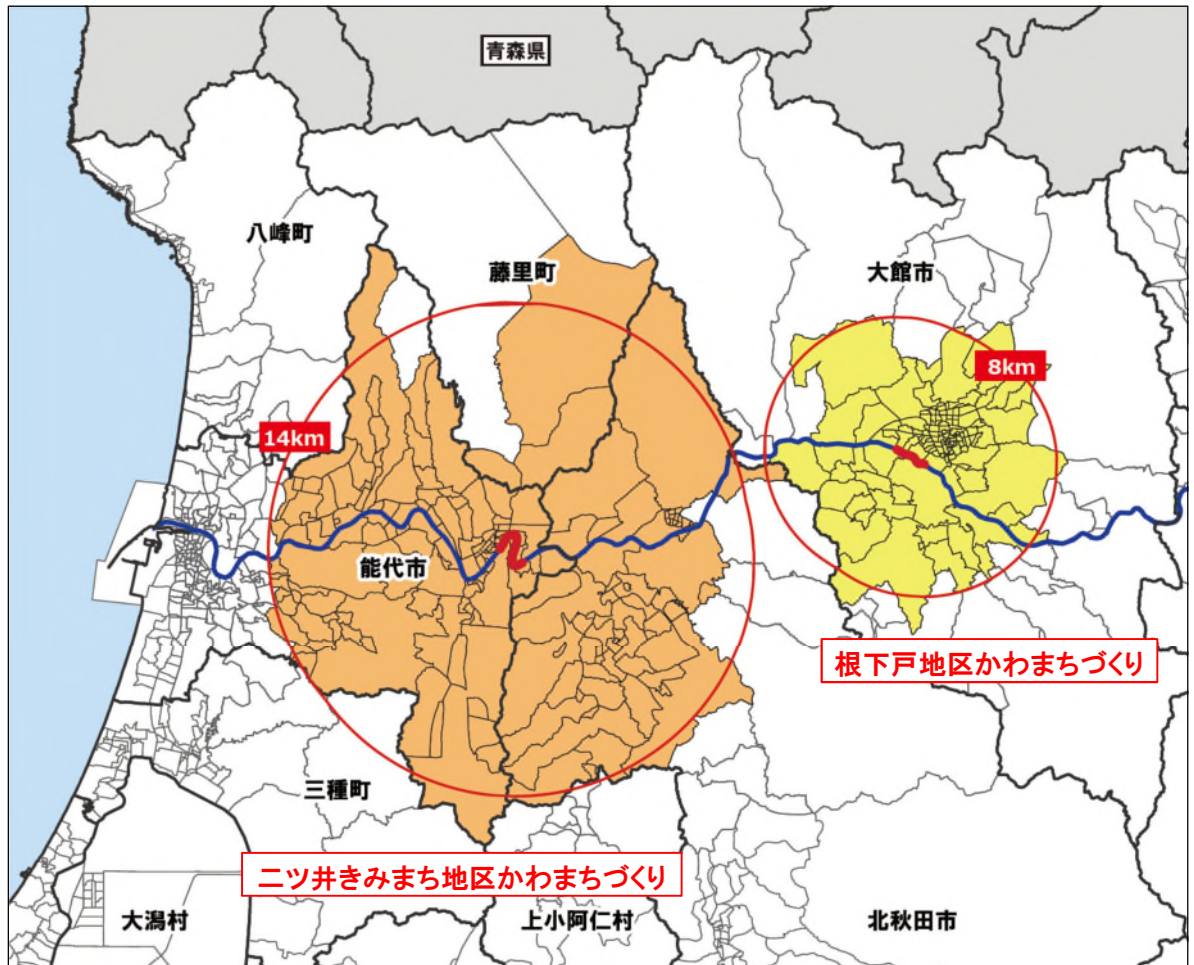 青森県
八峰町
藤里町
大館市
8km
14km
能代市
根下戸地区かわまちづくり
三種町
二ツ井きみまち地区かわまちづくり
大潟村
上小阿仁村
北秋田市